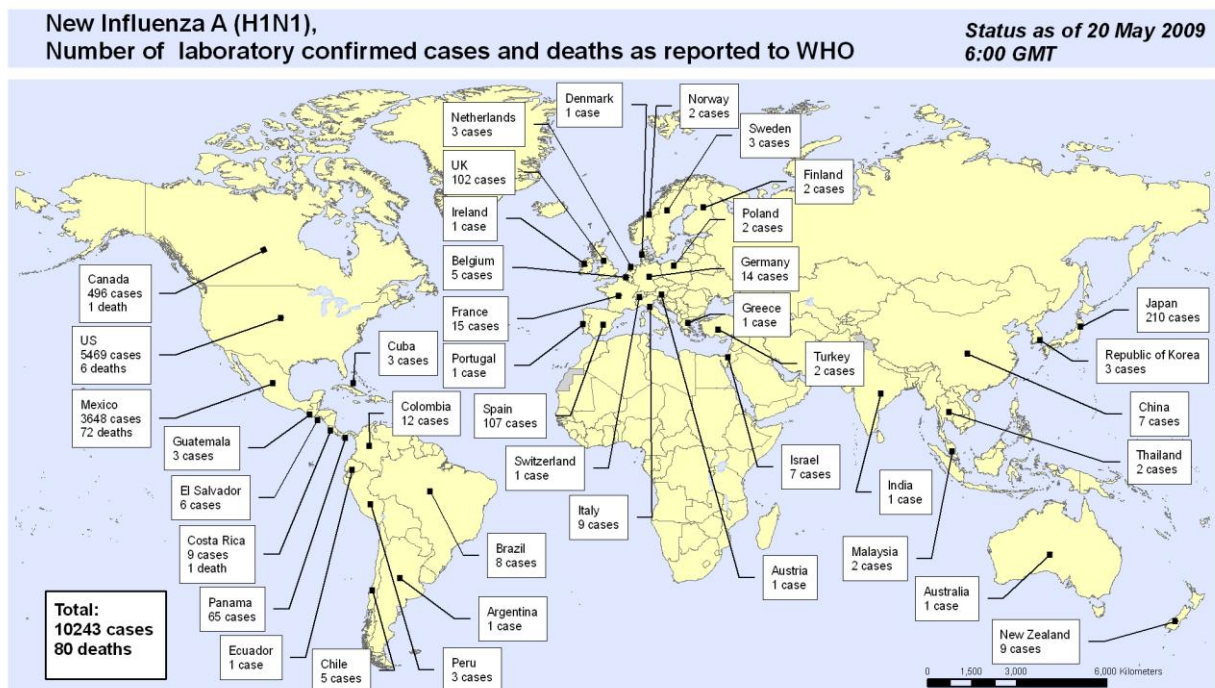 New Influenza A (H1N1),
Number of laboratory confirmed cases and deaths as reported to WHO
Status as of 20 May 2009
6:00 GMT
Denmark
1 case
Norway
2 cases
Netherlands
3 cases
Sweden
3 cases
UK
102 cases
Finland
2 cases
Ireland
1 case
Poland
2 cases
Belgium
5 cases
Germany
14 cases
Canada
496 cases
1 death
France
15 cases
Greece
1 case
Japan
210 cases
US
5469 cases
6 deaths
Cuba
3 cases
Portugal
1 case
Turkey
2 cases
Republic of Korea
3 cases
Mexico
3648 cases
72 deaths
Colombia
12 cases
Spain
107 cases
China
7 cases
Guatemala
3 cases
Switzerland
1 case
Israel
7 cases
India
1 case
Thailand
2 cases
El Salvador
6 cases
Italy
9 cases
Costa Rica
9 cases
1 death
Brazil
8 cases
Austria
1 case
Malaysia
2 cases
Australia
1 case
Panama
65 cases
Argentina
1 case
New Zealand
9 cases
Ecuador
1 case
Chile
5 cases
Peru
3 cases
Total:
10243 cases
80 deaths
0 1,500 3,000 6,000 Kilometers